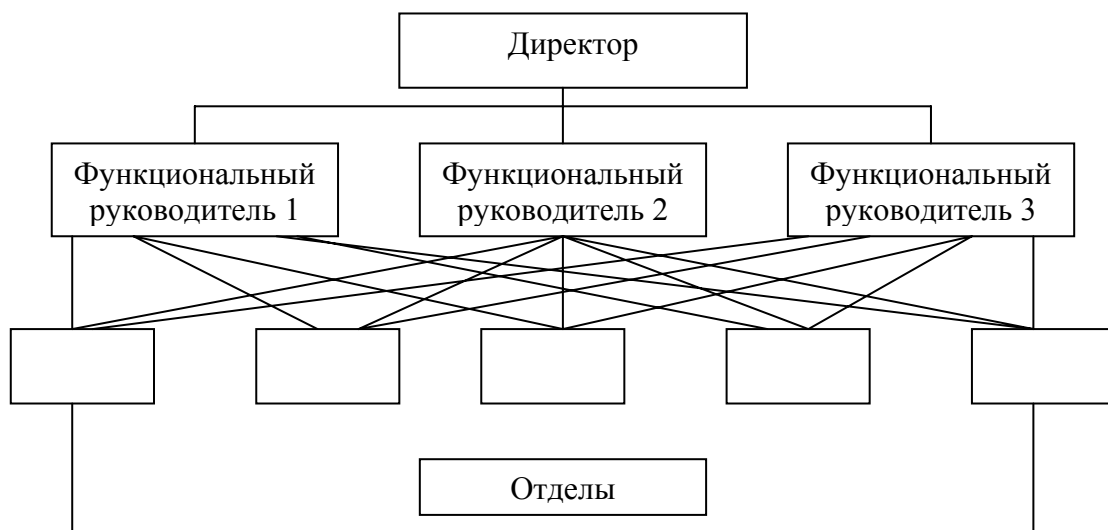 Директор
Функциональный
руководитель 1
Функциональный
руководитель 2
Функциональный
руководитель 3
Отделы